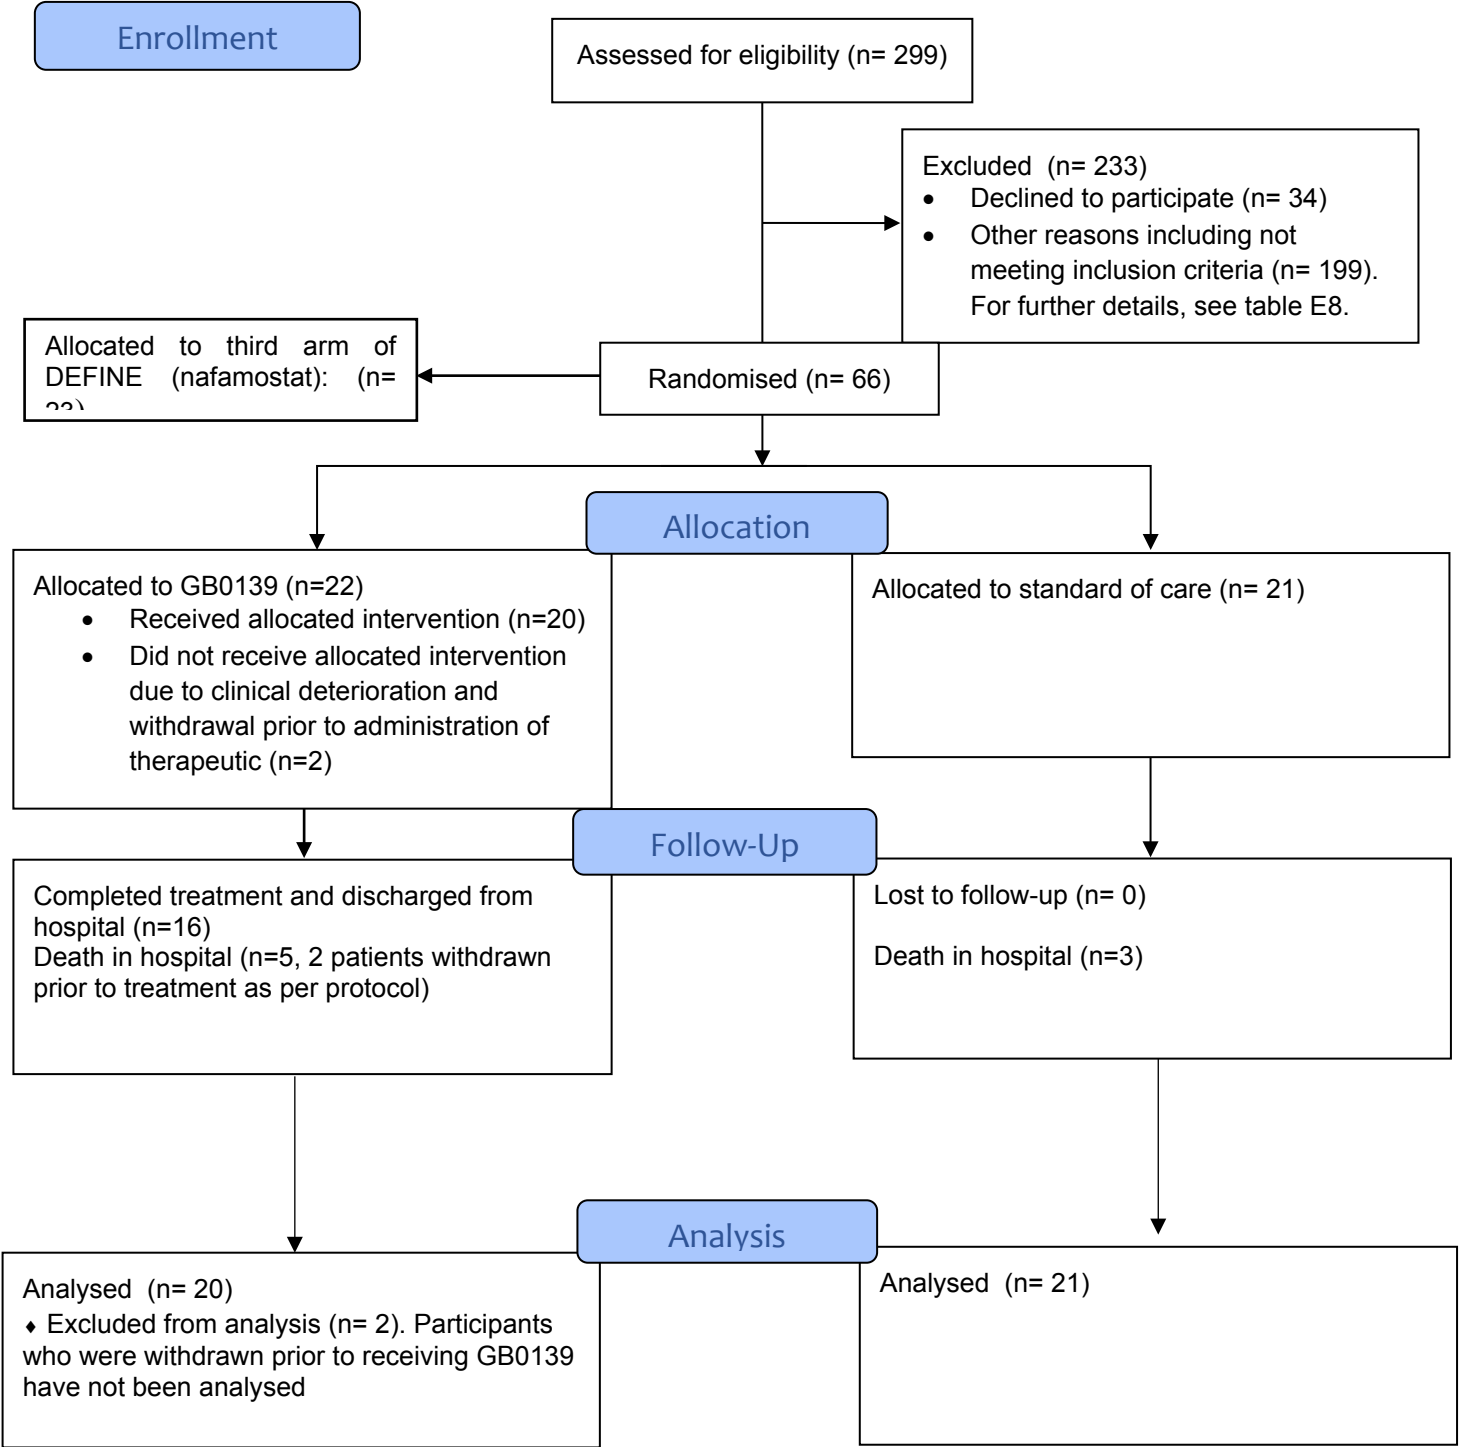 Enrollment
Assessed for eligibility (n= 299)
Excluded  (n= 233)
• Declined to participate (n= 34)
• Other reasons including not
meeting inclusion criteria (n= 199).
For further details, see table E8.
Allocated to third arm of
DEFINE (nafamostat): (n=
23)
Randomised (n= 66)
Allocation
Allocated to GB0139 (n=22)
• Received allocated intervention (n=20)
• Did not receive allocated intervention
due to clinical deterioration and
withdrawal prior to administration of
therapeutic (n=2)
Allocated to standard of care (n= 21)
Follow-Up
Completed treatment and discharged from
hospital (n=16)
Death in hospital (n=5, 2 patients withdrawn
prior to treatment as per protocol)
Lost to follow-up (n= 0)
Death in hospital (n=3)
Analysis
Analysed  (n= 20)
♦ Excluded from analysis (n= 2). Participants
who were withdrawn prior to receiving GB0139
have not been analysed
Analysed  (n= 21)